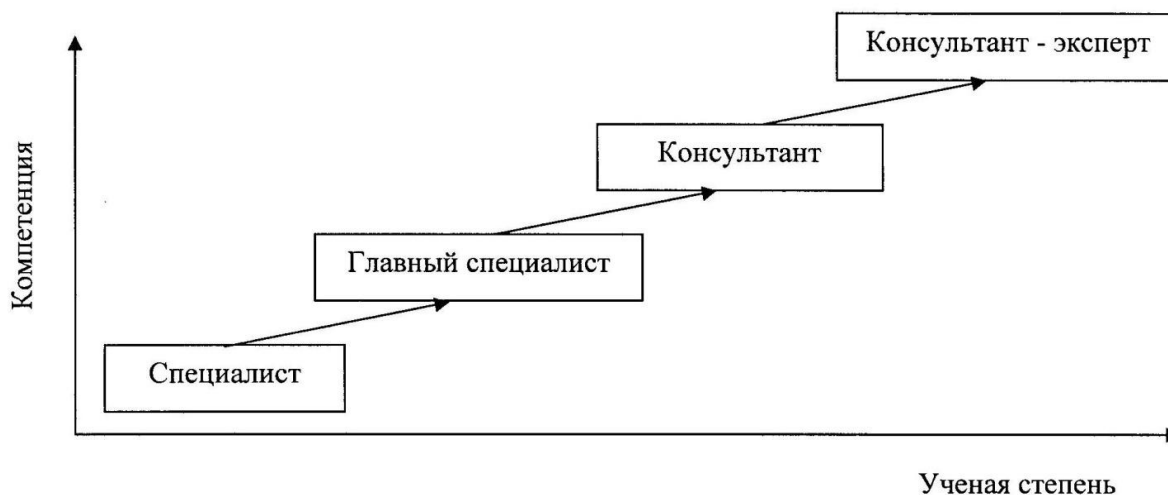 Консультант - эксперт
Консультант
Компетенция
Главный специалист
Специалист
Ученая степень